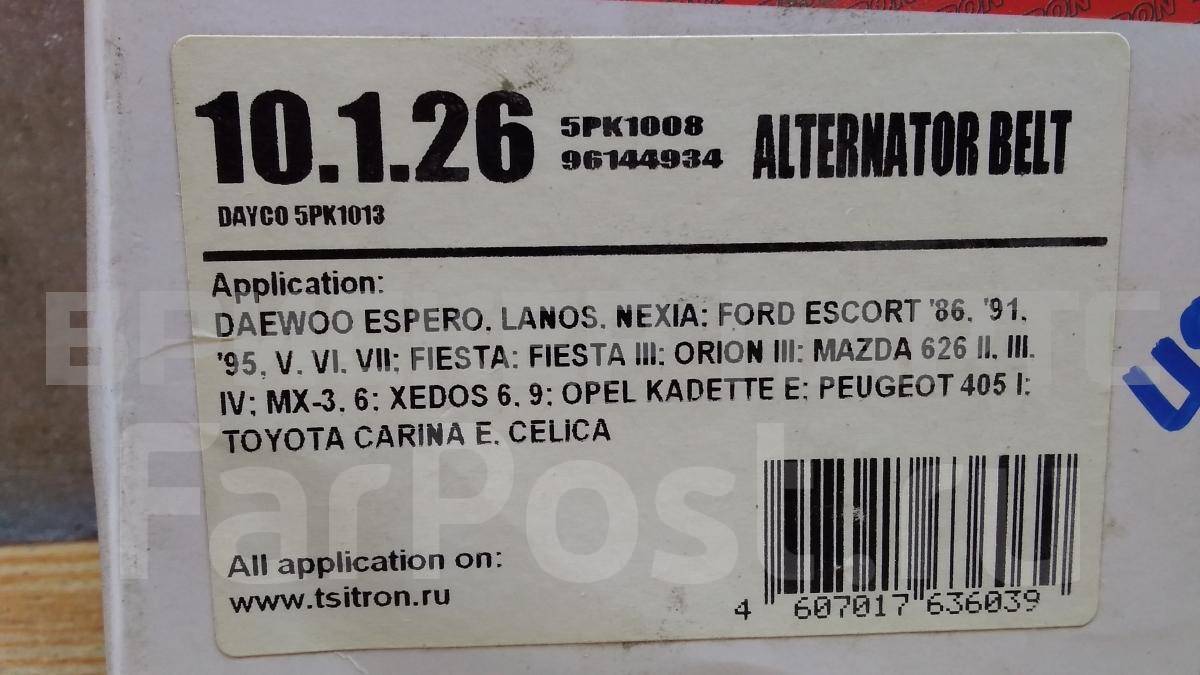 10.1.26
5PK1008
96144934
ALTERNATOR BELT
DAYCO 5PK1013
Application:
DAEWOO ESPERO. LANOS. NEXIA: FORD ESCORT '86. '91.
'95, V. VI. VII: FIESTA: FIESTA III: ORION III: MAZDA 626 II. III.
IV: MX-3. 6: XEDOS 6. 9: OPEL KADETTE E: PEUGEOT 405 I:
TOYOTA CARINA E. CELICA
FarPost.ru
All application on:
www.tsitron.ru
4 607017 636039